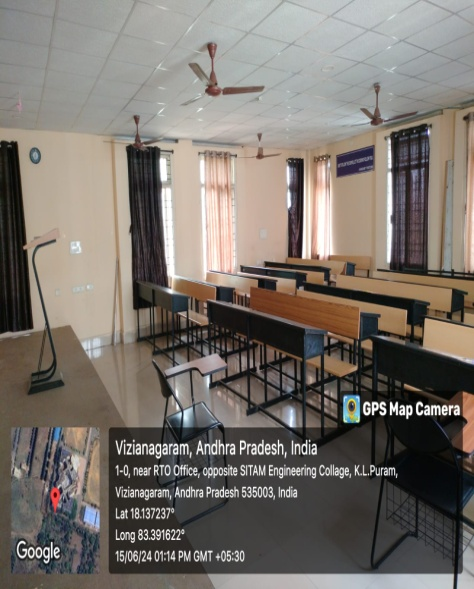 GPS Map Camera
Vizianagaram, Andhra Pradesh, India
1-0, near RTO Office, opposite SITAM Engineering Collage, K.L.Puram,
Vizianagaram, Andhra Pradesh 535003, India
Lat 18.137237°
Long 83.391622°
15/06/24 01:14 PM GMT +05:30
Google